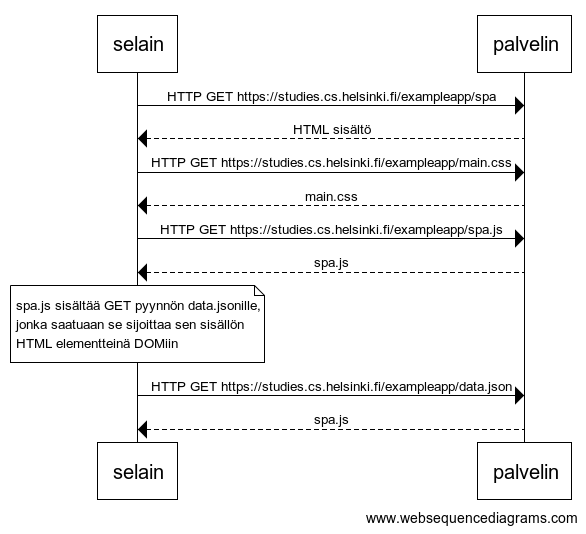 selain
palvelin
HTTP GET https://studies.cs.helsinki.fi/exampleapp/spa
HTML sisältö
HTTP GET https://studies.cs.helsinki.fi/exampleapp/main.css
main.css
HTTP GET https://studies.cs.helsinki.fi/exampleapp/spa.js
spa.js
spa.js sisältää GET pyynnön data.jsonille,
jonka saatuaan se sijoittaa sen sisällön
HTML elementteinä DOMiin
HTTP GET https://studies.cs.helsinki.fi/exampleapp/data.json
spa.js
selain
palvelin
www.websequencediagrams.com